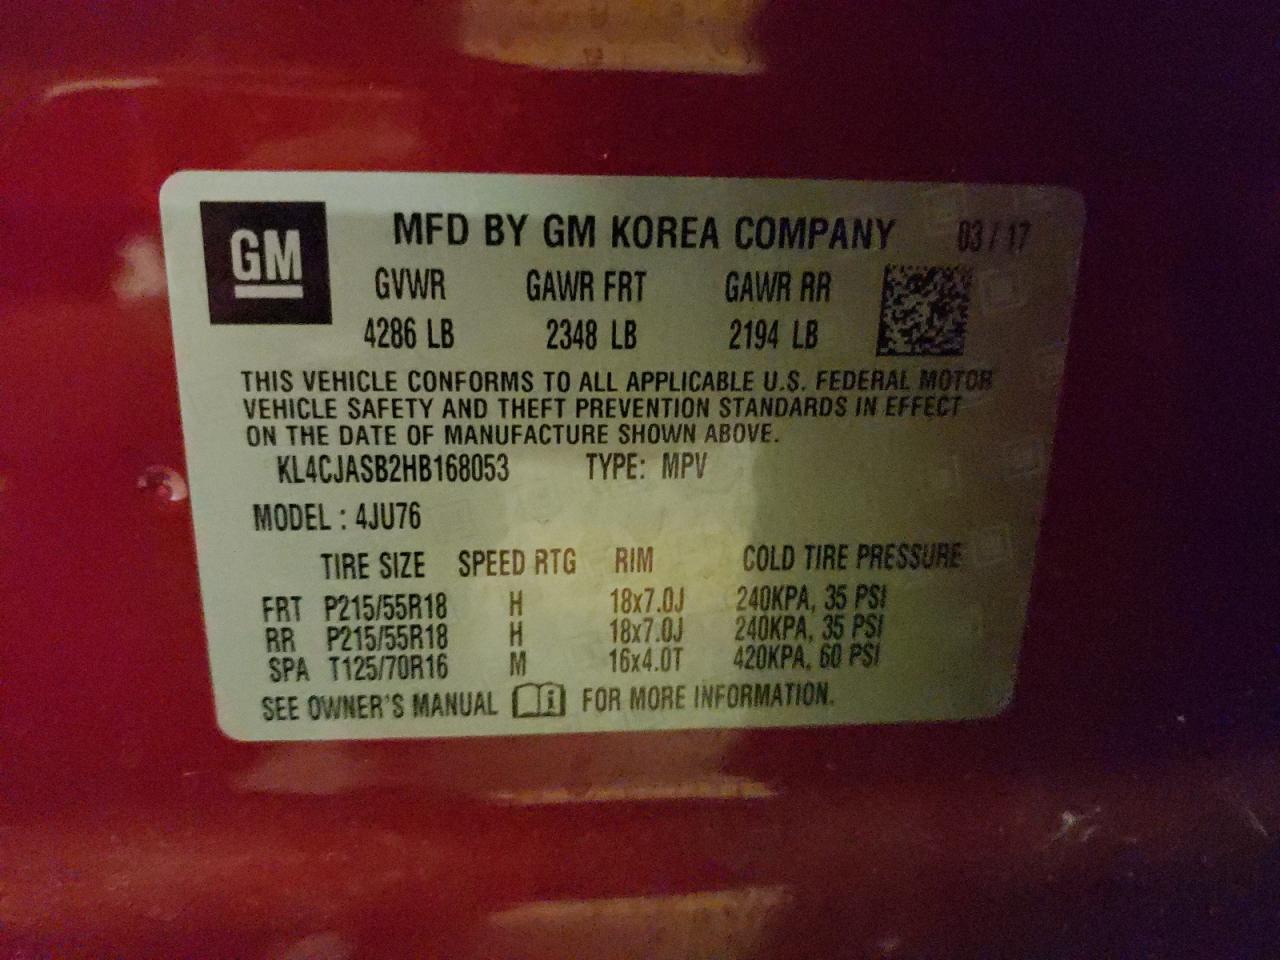 GM
MFD BY GM KOREA COMPANY 03/17
GVWR GAWR FRT GAWR RR
4286 LB 2348 LB 2194 LB
THIS VEHICLE CONFORMS TO ALL APPLICABLE U.S. FEDERAL MOTOR
VEHICLE SAFETY AND THEFT PREVENTION STANDARDS IN EFFECT
ON THE DATE OF MANUFACTURE SHOWN ABOVE.
KL4CJASB2HB168053 TYPE: MPV
MODEL : 4JU76
TIRE SIZE SPEED RTG RIM COLD TIRE PRESSURE
FRT P215/55R18 H 18x7.0J 240KPA, 35 PSI
RR P215/55R18 H 18x7.0J 240KPA, 35 PSI
SPA T125/70R16 M 16x4.0T 420KPA, 60 PSI
SEE OWNER'S MANUAL i FOR MORE INFORMATION.